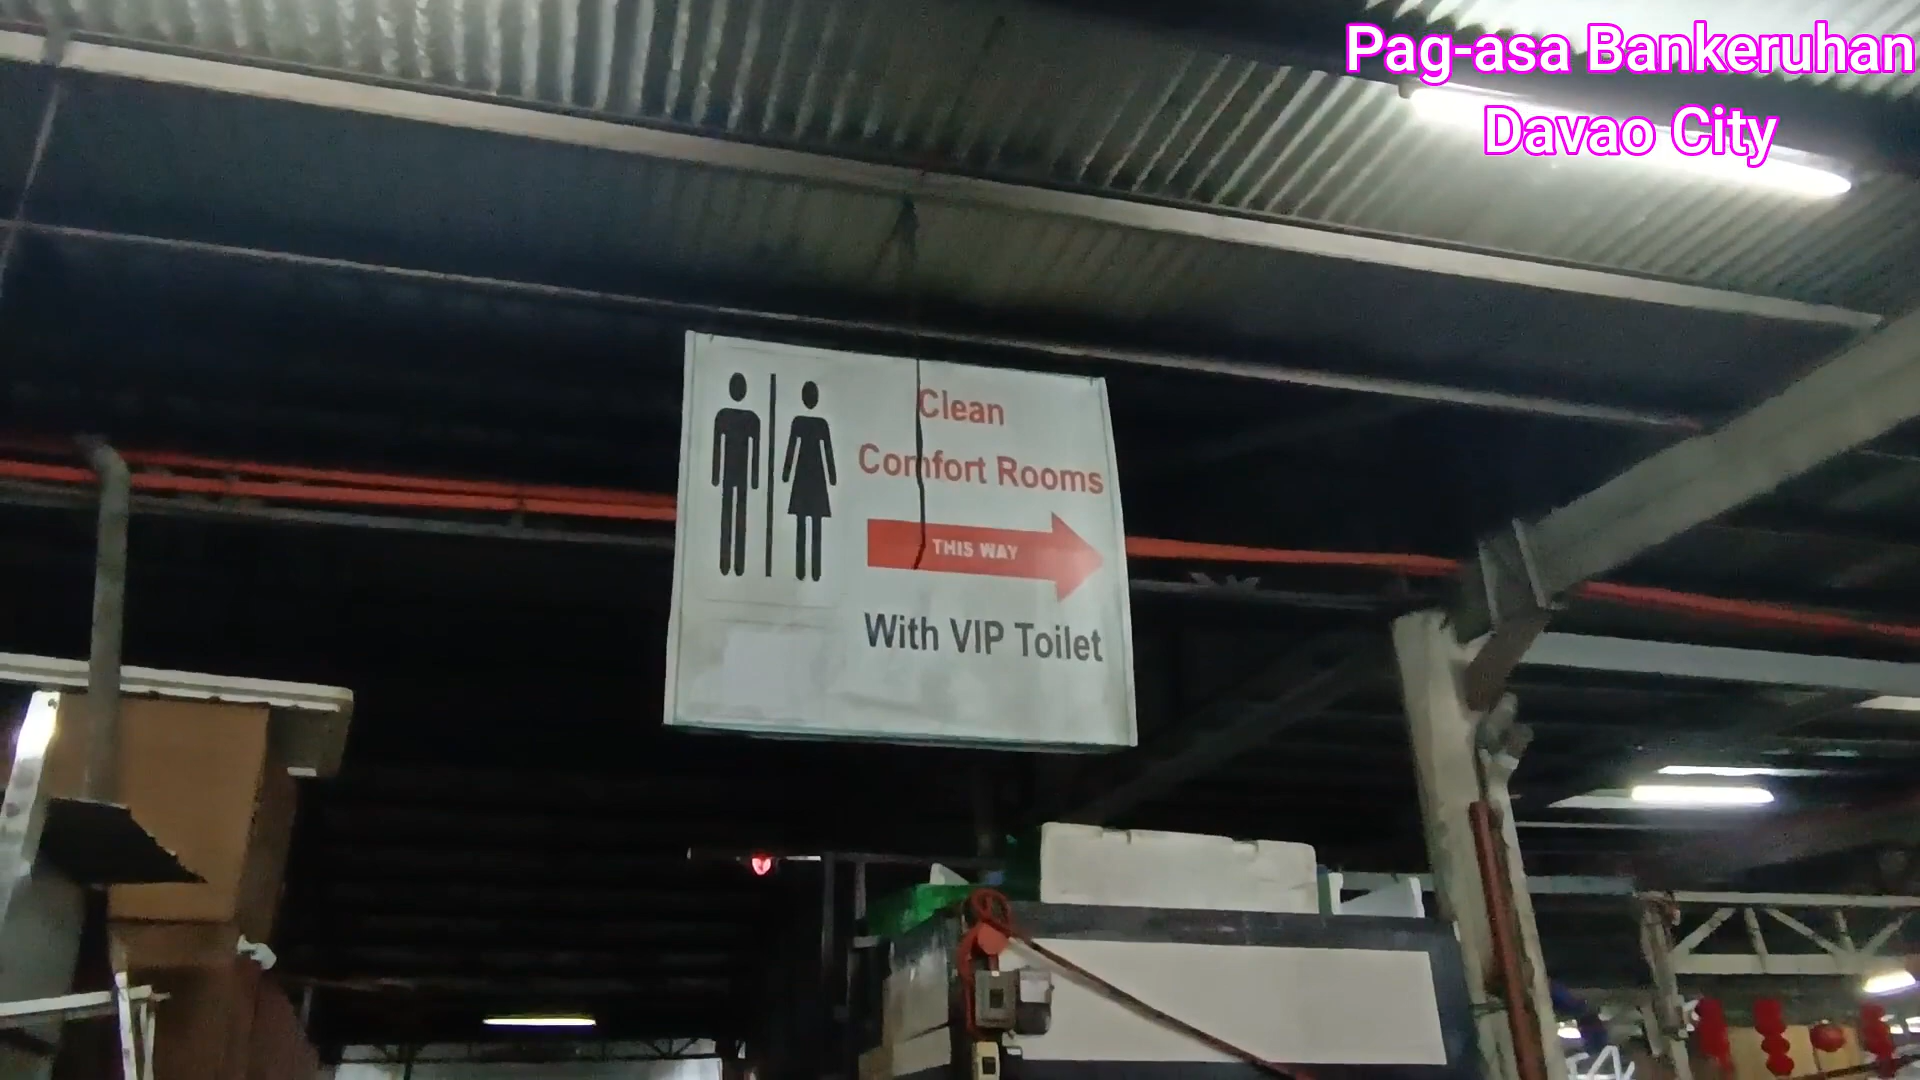 Pag-asa Bankeruhan
Davao City
Clean
Comfort Rooms
THIS WAY
With VIP Toilet